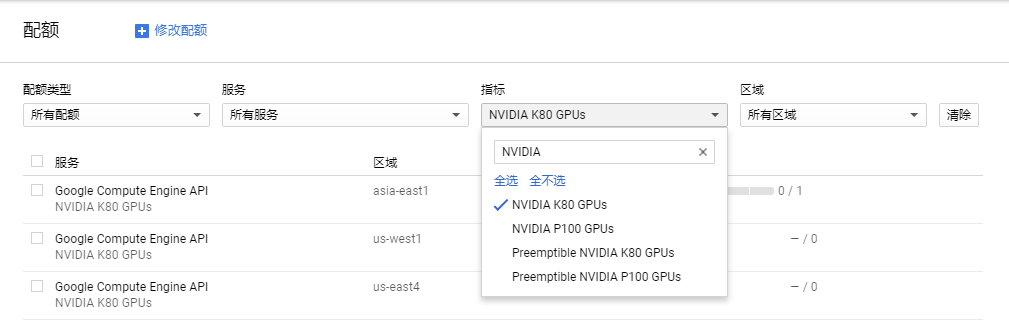 配额 修改配额
配额类型 服务 指标 区域
所有配额 所有服务 NVIDIA K80 GPUs 所有区域 清除
NVIDIA
全选 全不选
NVIDIA K80 GPUs
NVIDIA P100 GPUs
Preemptible NVIDIA K80 GPUs
Preemptible NVIDIA P100 GPUs
服务 区域
Google Compute Engine API asia-east1 0 / 1
NVIDIA K80 GPUs
Google Compute Engine API us-west1 — / 0
NVIDIA K80 GPUs
Google Compute Engine API us-east4 — / 0
NVIDIA K80 GPUs